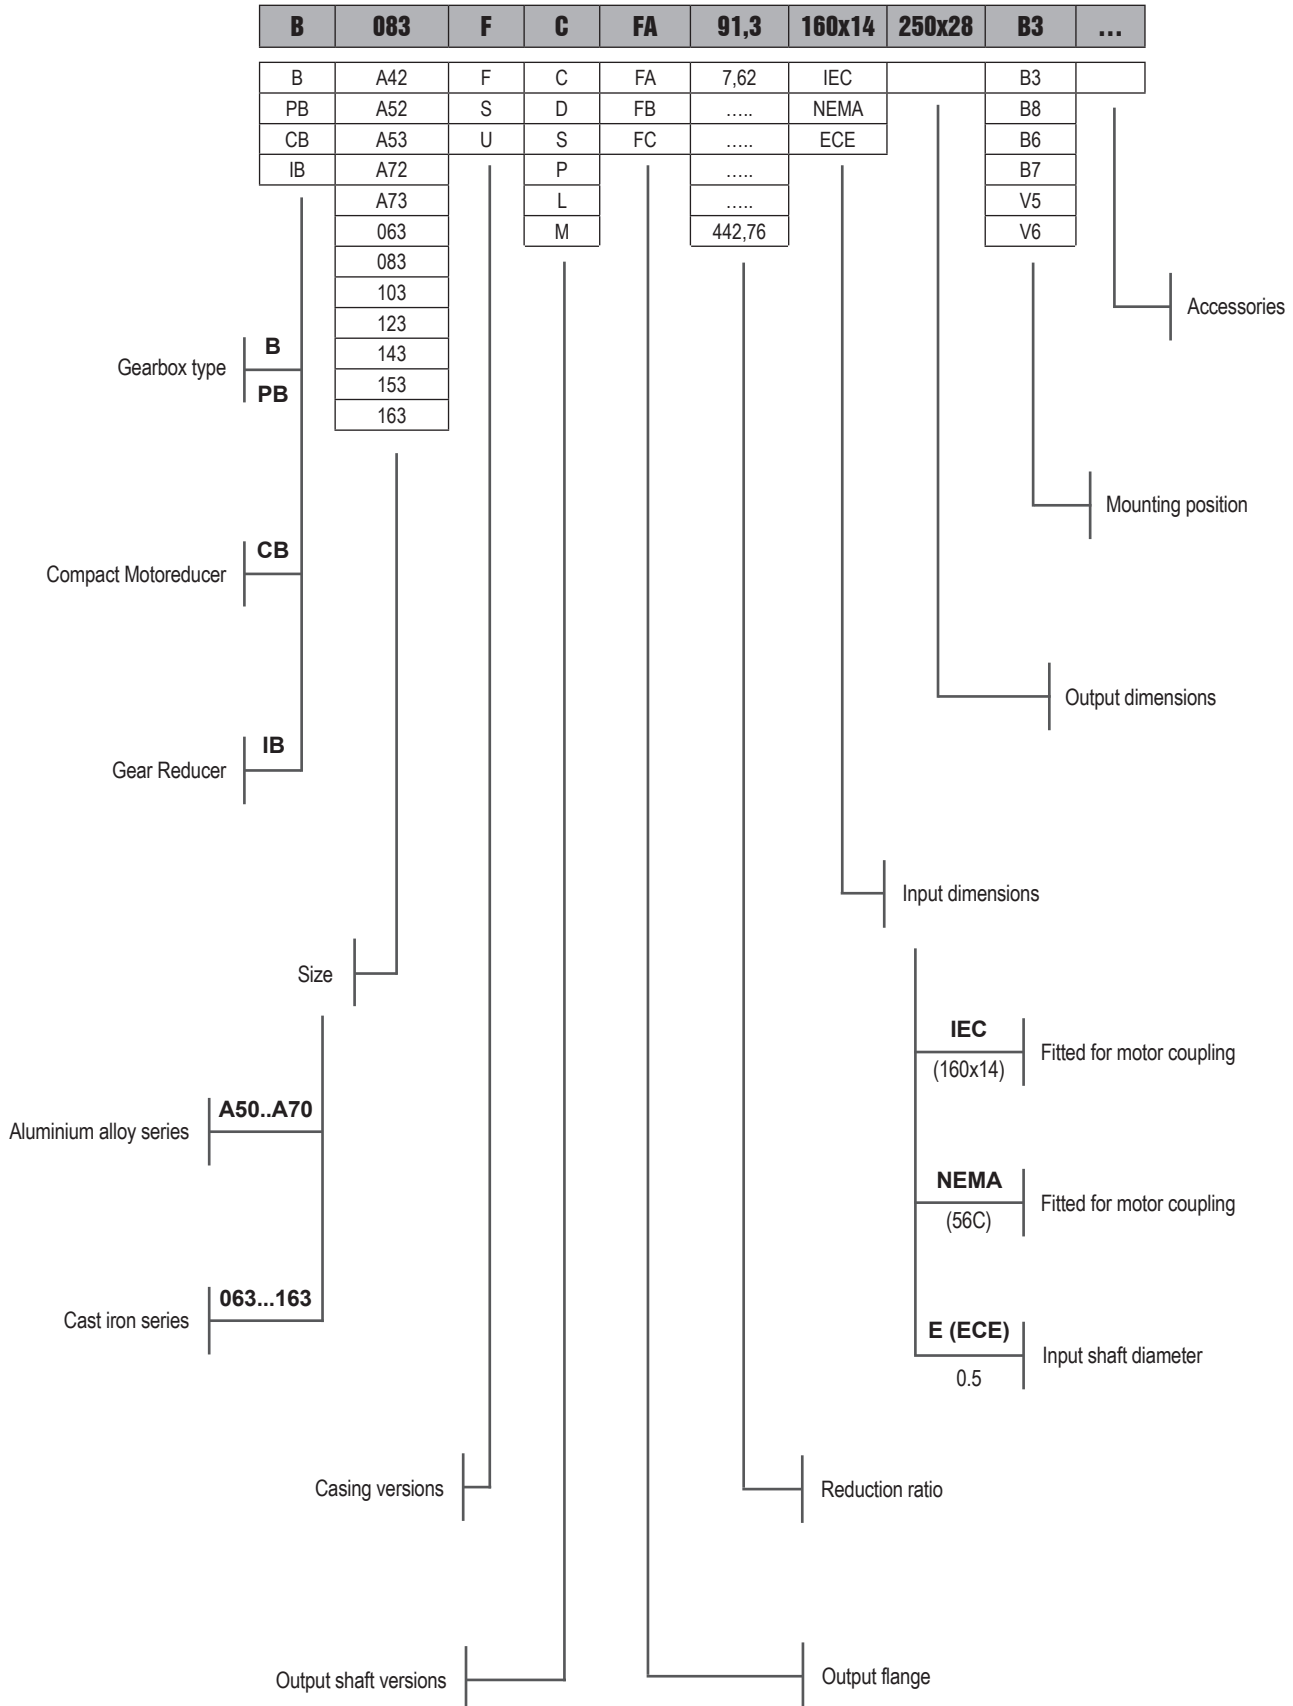 B 083 F C FA 91,3 160x14 250x28 B3 ...
B A42 F C FA 7,62 IEC B3
PB A52 S D FB ..... NEMA B8
CB A53 U S FC ..... ECE B6
IB A72 P ..... B7
A73 L ..... V5
063 M 442,76 V6
083
103
123
143
153
163
Accessories
Gearbox type
B
PB
Mounting position
CB
Compact Motoreducer
Output dimensions
IB
Gear Reducer
Input dimensions
Size
IEC
(160x14)
Fitted for motor coupling
A50..A70
Aluminium alloy series
NEMA
(56C)
Fitted for motor coupling
063...163
Cast iron series
E (ECE)
0.5
Input shaft diameter
Casing versions
Reduction ratio
Output shaft versions
Output flange